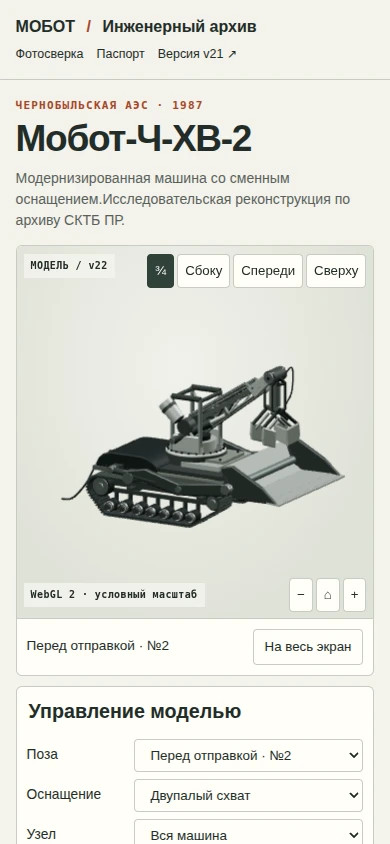 МОБОТ / Инженерный архив
Фотосверка Паспорт Версия v21 ↗
ЧЕРНОБЫЛЬСКАЯ АЭС · 1987
Мобот-Ч-ХВ-2
Модернизированная машина со сменным
оснащением.Исследовательская реконструкция по
архиву СКТБ ПР.
МОДЕЛЬ / v22
¾ Сбоку Спереди Сверху
WebGL 2 · условный масштаб
− ⌂ +
Перед отправкой · №2
На весь экран
Управление моделью
Поза Перед отправкой · №2
Оснащение Двупалый схват
Узел Вся машина